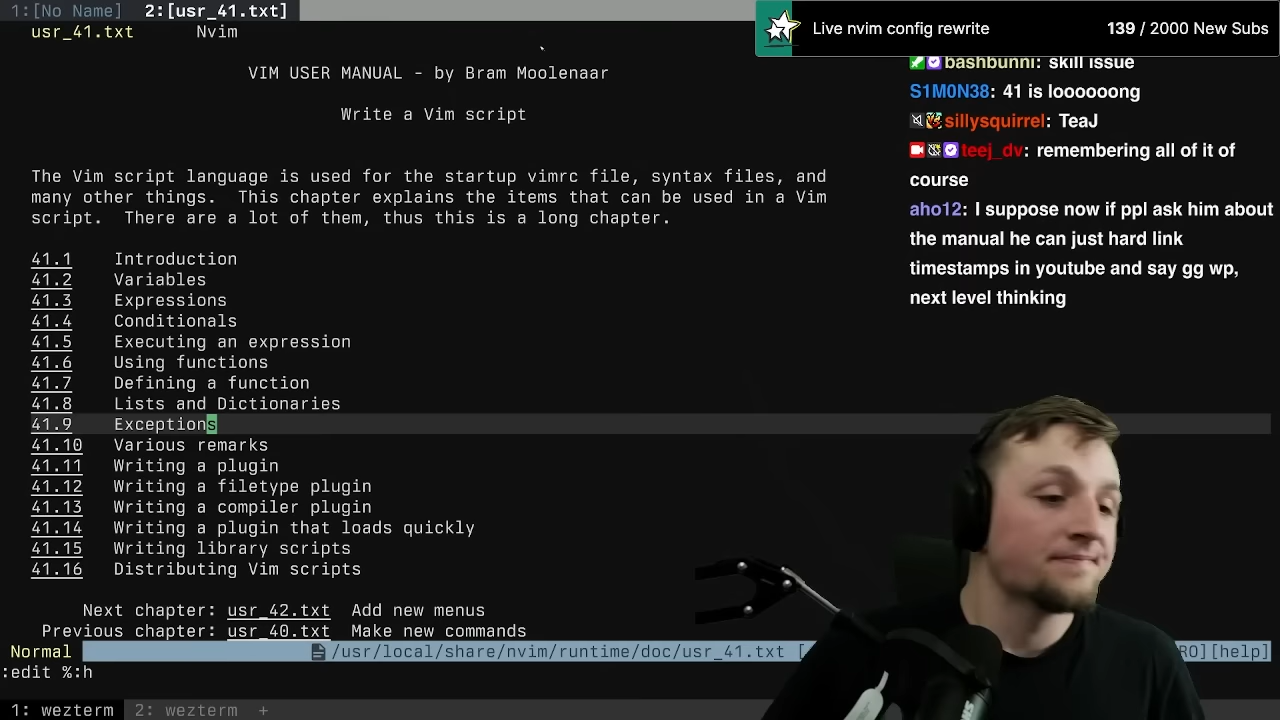 1:[No Name]  2:[usr_41.txt]
usr_41.txt      Nvim
VIM USER MANUAL - by Bram Moolenaar
Write a Vim script
The Vim script language is used for the startup vimrc file, syntax files, and
many other things.  This chapter explains the items that can be used in a Vim
script.  There are a lot of them, thus this is a long chapter.
41.1    Introduction
41.2    Variables
41.3    Expressions
41.4    Conditionals
41.5    Executing an expression
41.6    Using functions
41.7    Defining a function
41.8    Lists and Dictionaries
41.9    Exceptions
41.10   Various remarks
41.11   Writing a plugin
41.12   Writing a filetype plugin
41.13   Writing a compiler plugin
41.14   Writing a plugin that loads quickly
41.15   Writing library scripts
41.16   Distributing Vim scripts
Next chapter: usr_42.txt  Add new menus
Previous chapter: usr_40.txt  Make new commands
Normal /usr/local/share/nvim/runtime/doc/usr_41.txt [ RO][help]
:edit %:h
1: wezterm  2: wezterm  +
7
Live nvim config rewrite 139 / 2000 New Subs
bashbunni: skill issue
S1M0N38: 41 is loooooong
sillysquirrel: TeaJ
teej_dv: remembering all of it of
course
aho12: I suppose now if ppl ask him about
the manual he can just hard link
timestamps in youtube and say gg wp,
next level thinking